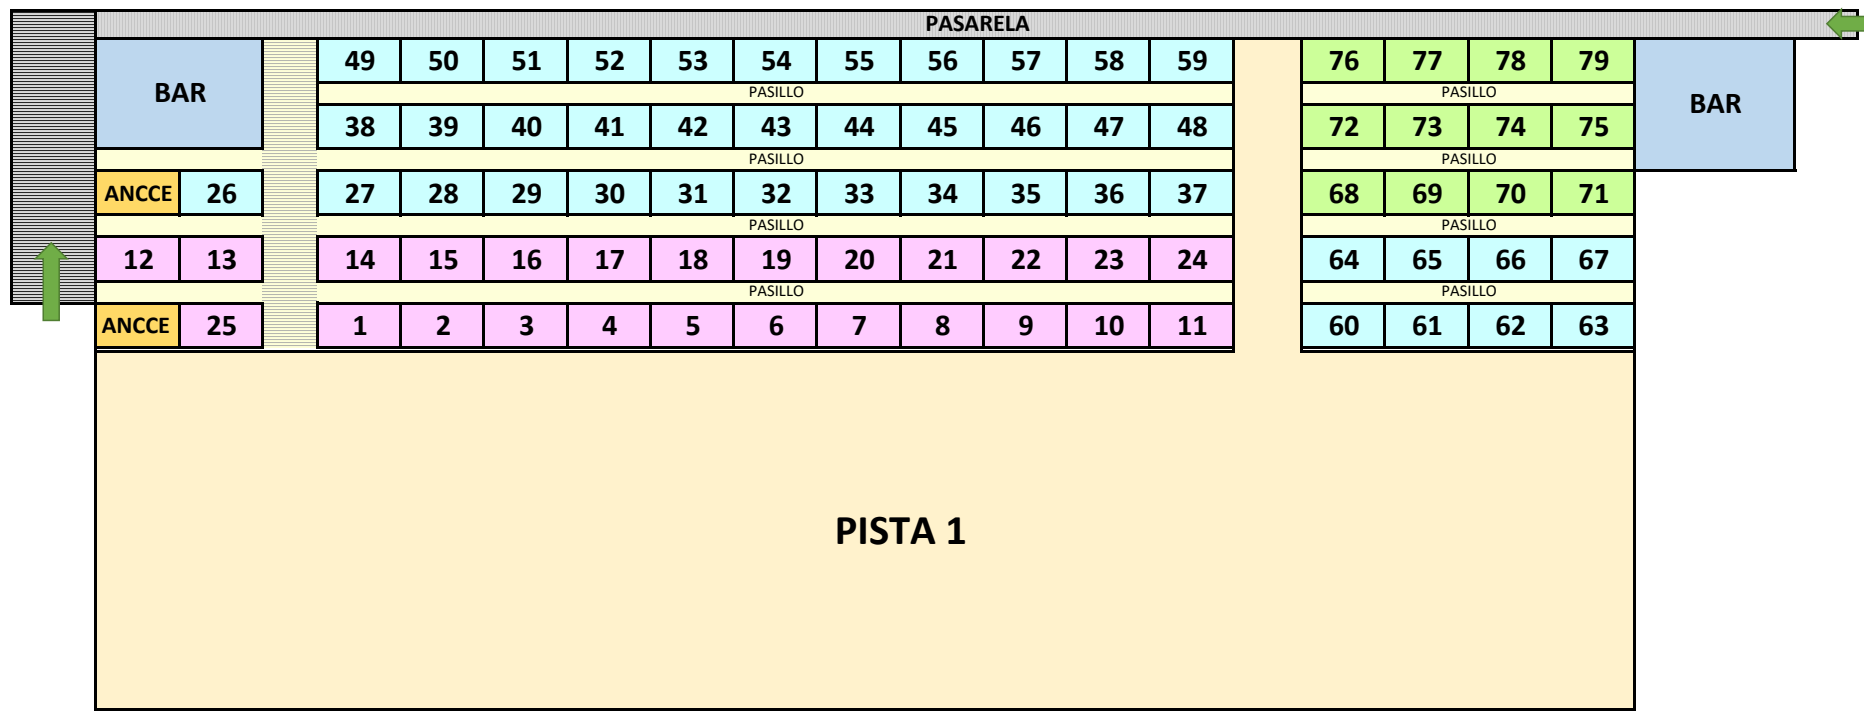 PASARELA
BAR 49 50 51 52 53 54 55 56 57 58 59 76 77 78 79 BAR
PASILLO PASILLO
38 39 40 41 42 43 44 45 46 47 48 72 73 74 75
PASILLO PASILLO
ANCCE 26 27 28 29 30 31 32 33 34 35 36 37 68 69 70 71
PASILLO PASILLO
12 13 14 15 16 17 18 19 20 21 22 23 24 64 65 66 67
PASILLO PASILLO
ANCCE 25 1 2 3 4 5 6 7 8 9 10 11 60 61 62 63
PISTA 1